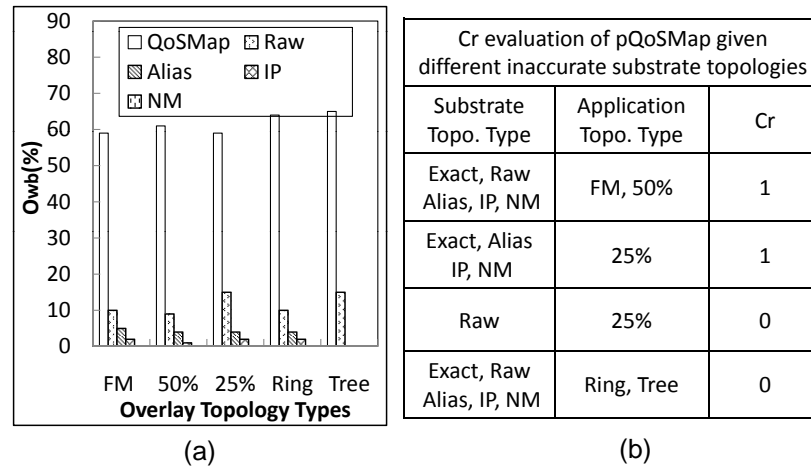 90
80
70
60
50
40
30
20
10
0
Owb(%)
QoSMap Raw
Alias IP
NM
FM 50% 25% Ring Tree
Overlay Topology Types
(a)
Cr evaluation of pQoSMap given
different inaccurate substrate topologies
Substrate
Topo. Type
Application
Topo. Type
Cr
Exact, Raw
Alias, IP, NM
FM, 50%
1
Exact, Alias
IP, NM
25%
1
Raw
25%
0
Exact, Raw
Alias, IP, NM
Ring, Tree
0
(b)